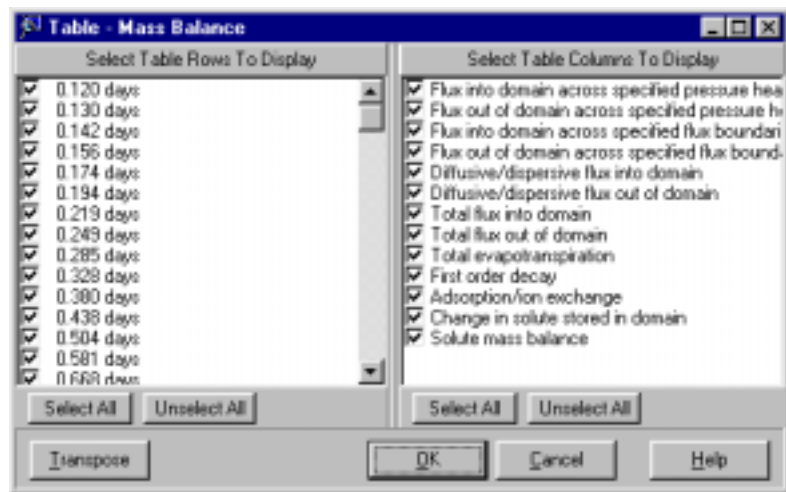 Table - Mass Balance
Select Table Rows To Display
0.120 days
0.130 days
0.142 days
0.156 days
0.174 days
0.194 days
0.219 days
0.249 days
0.285 days
0.328 days
0.380 days
0.438 days
0.504 days
0.581 days
0.668 days
Select All Unselect All
Select Table Columns To Display
Flux into domain across specified pressure hea
Flux out of domain across specified pressure h
Flux into domain across specified flux boundari
Flux out of domain across specified flux bound
Diffusive/dispersive flux into domain
Diffusive/dispersive flux out of domain
Total flux into domain
Total flux out of domain
Total evapotranspiration
First order decay
Adsorption/ion exchange
Change in solute stored in domain
Solute mass balance
Select All Unselect All
Transpose OK Cancel Help